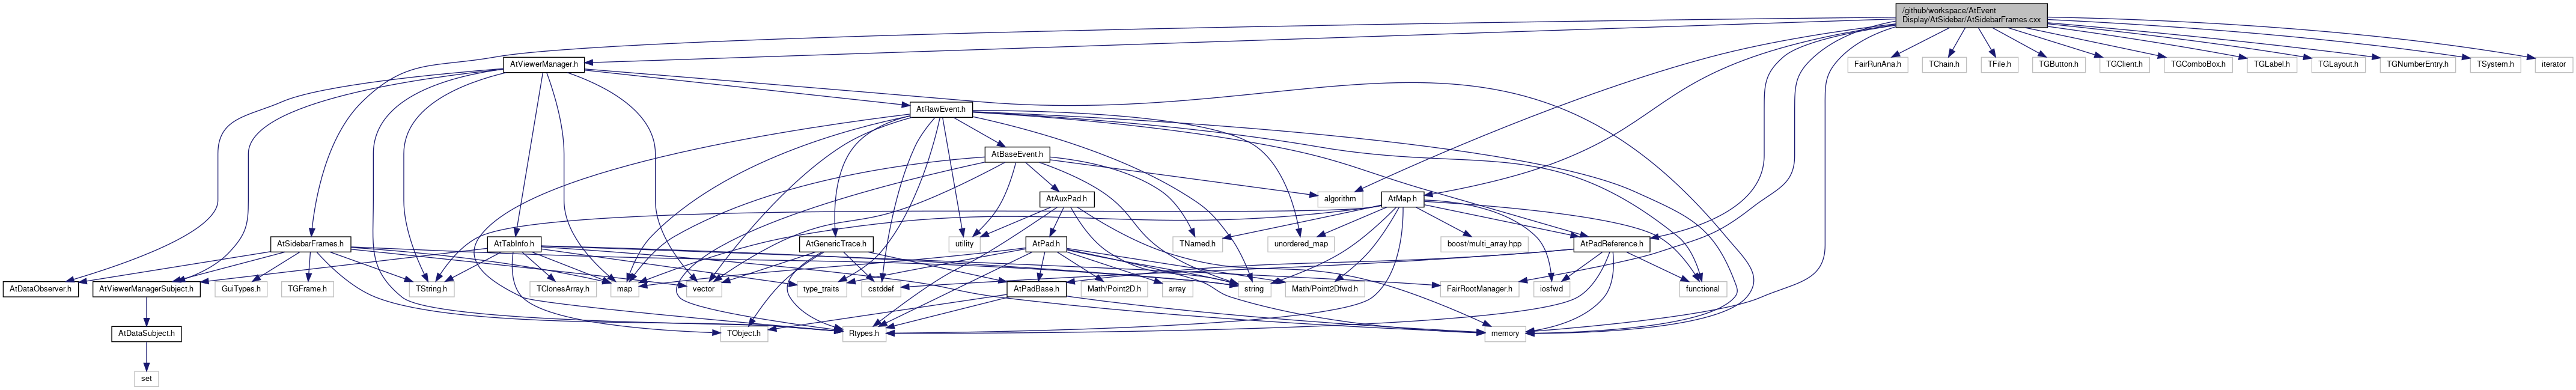 /github/workspace/AtEvent
Display/AtSidebar/AtSidebarFrames.cxx
AtViewerManager.h
FairRunAna.h
TChain.h
TFile.h
TGButton.h
TGClient.h
TGComboBox.h
TGLabel.h
TGLayout.h
TGNumberEntry.h
TSystem.h
iterator
AtRawEvent.h
AtBaseEvent.h
AtAuxPad.h
algorithm
AtMap.h
AtSidebarFrames.h
AtTabInfo.h
AtGenericTrace.h
utility
AtPad.h
TNamed.h
unordered_map
boost/multi_array.hpp
AtPadReference.h
AtDataObserver.h
AtViewerManagerSubject.h
GuiTypes.h
TGFrame.h
TString.h
TClonesArray.h
map
vector
type_traits
cstddef
AtPadBase.h
Math/Point2D.h
array
string
Math/Point2Dfwd.h
FairRootManager.h
iosfwd
functional
AtDataSubject.h
TObject.h
Rtypes.h
memory
set